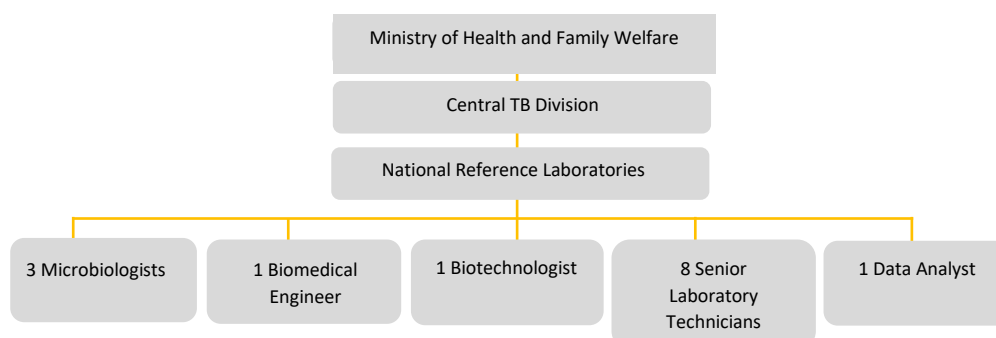 Ministry of Health and Family Welfare
Central TB Division
National Reference Laboratories
3 Microbiologists
1 Biomedical
Engineer
1 Biotechnologist
8 Senior
Laboratory
Technicians
1 Data Analyst